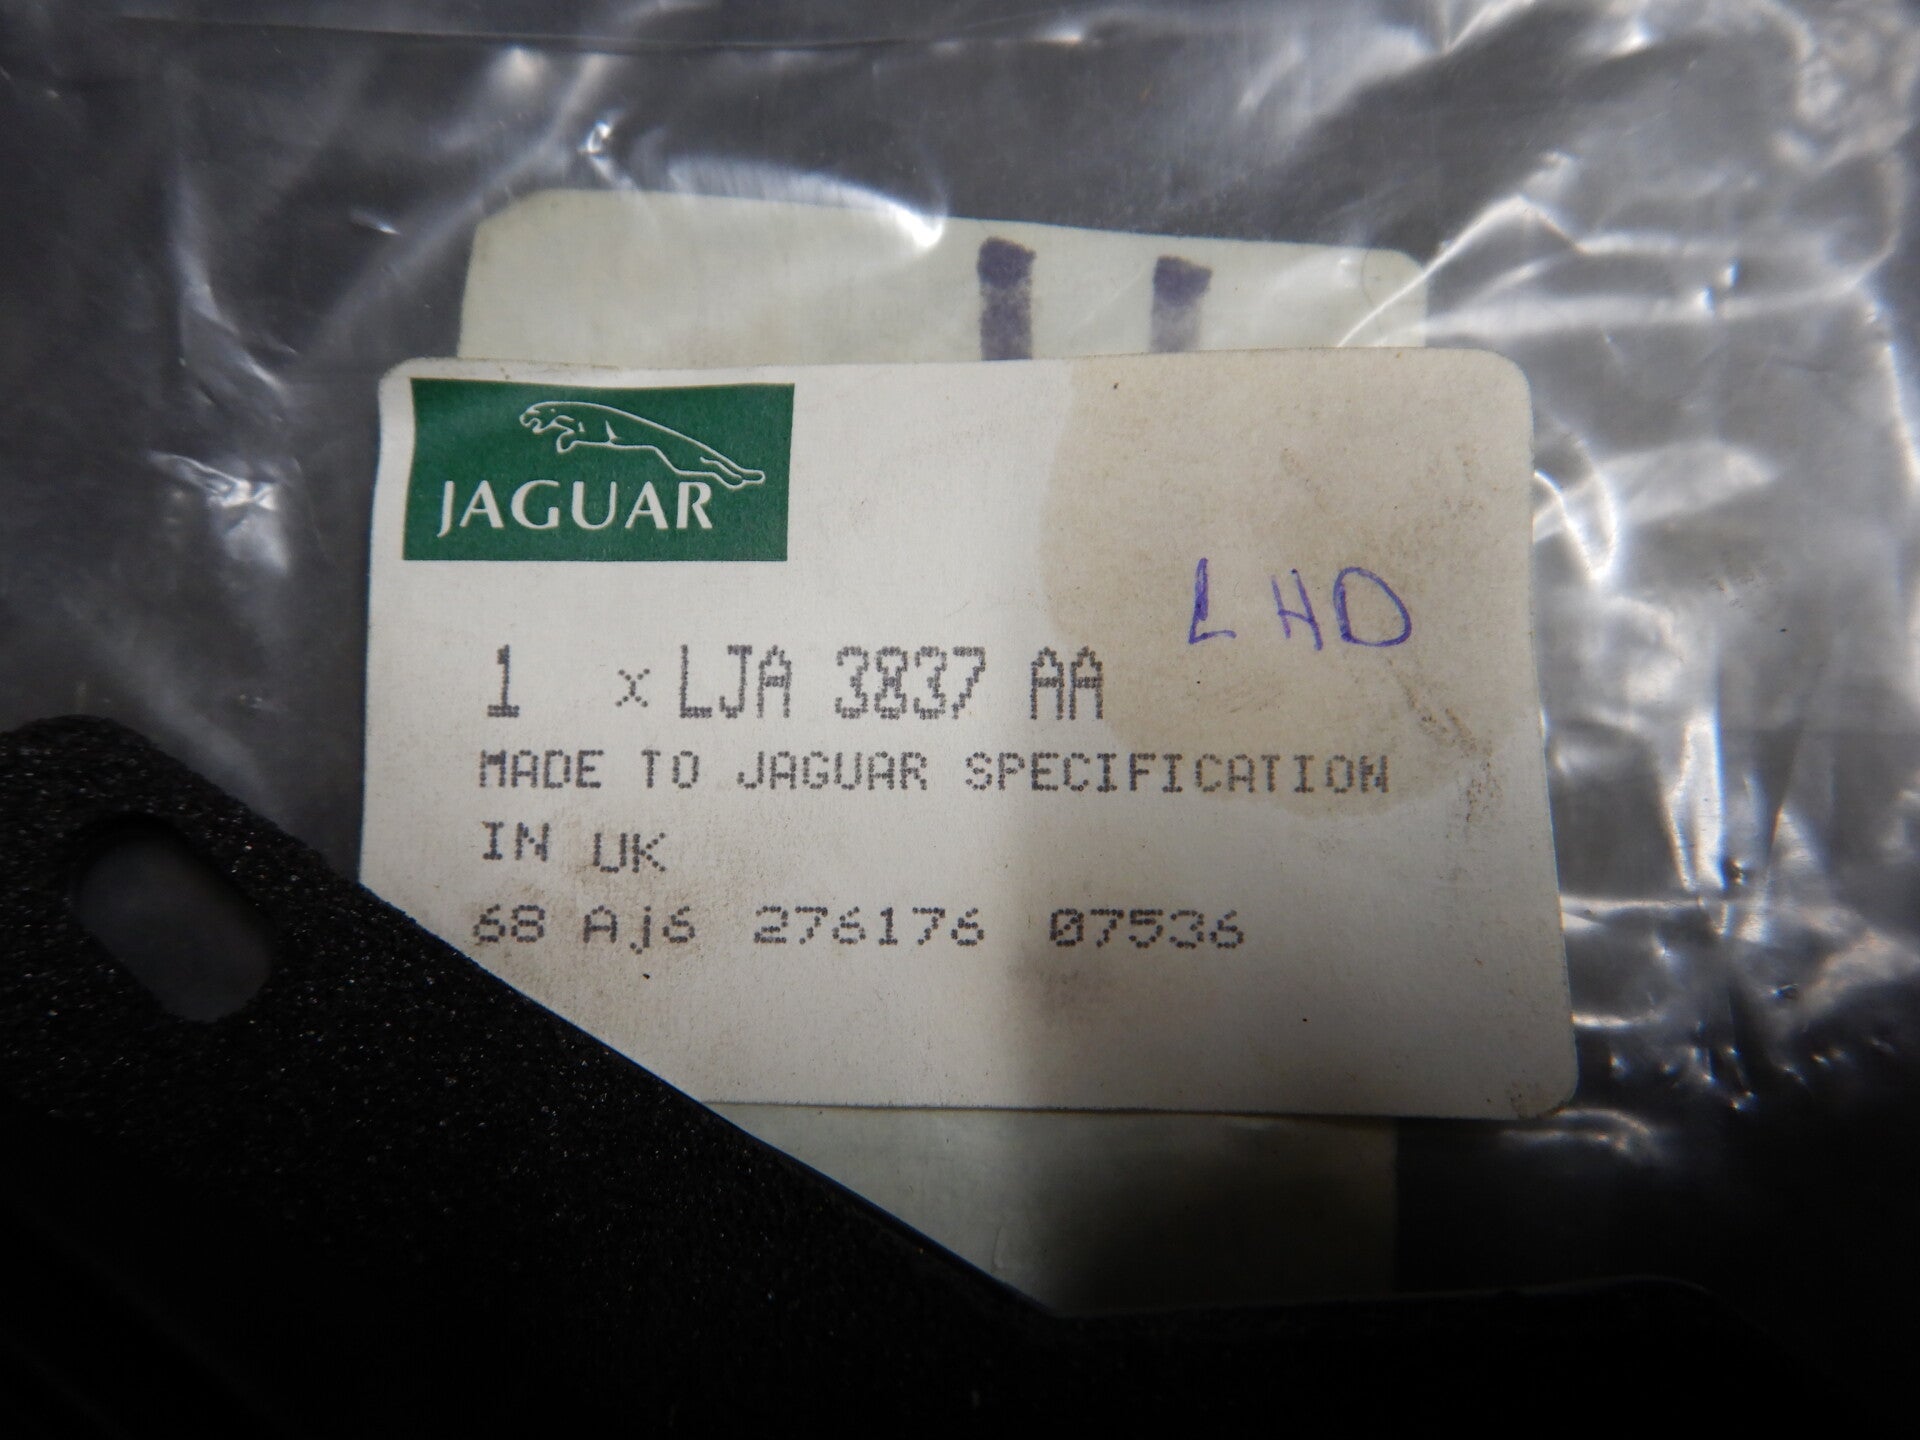 JAGUAR
LHD
1 x LJA 3837 AA
MADE TO JAGUAR SPECIFICATION
IN UK
68 Aj6 276176 07536